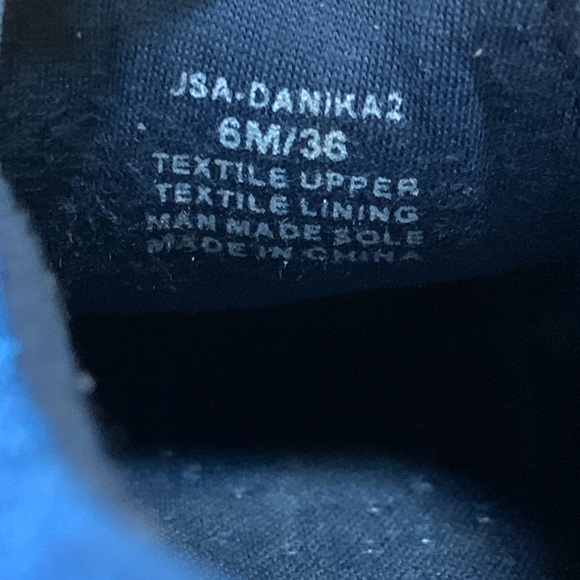 JSA-DANIKA2
6M/36
TEXTILE UPPER
TEXTILE LINING
MAN MADE SOLE
MADE IN CHINA